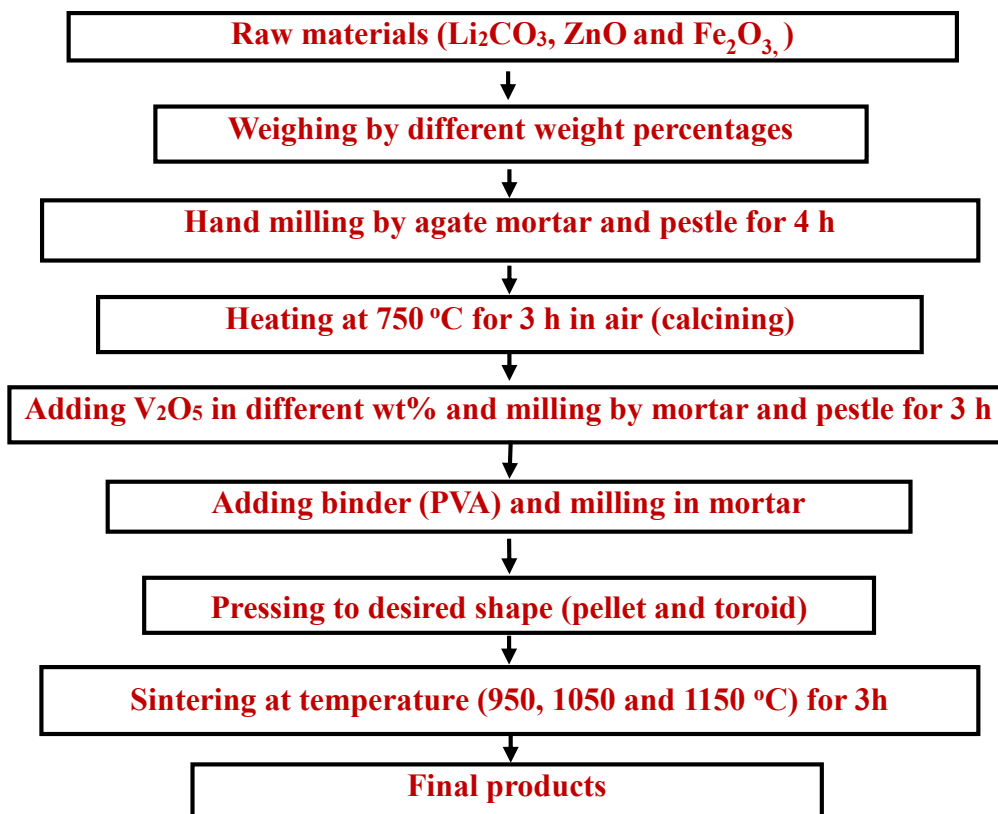 Raw materials (Li₂CO₃, ZnO and Fe₂O₃, )
Weighing by different weight percentages
Hand milling by agate mortar and pestle for 4 h
Heating at 750 ᵒC for 3 h in air (calcining)
Adding V₂O₅ in different wt% and milling by mortar and pestle for 3 h
Adding binder (PVA) and milling in mortar
Pressing to desired shape (pellet and toroid)
Sintering at temperature (950, 1050 and 1150 ᵒC) for 3h
Final products